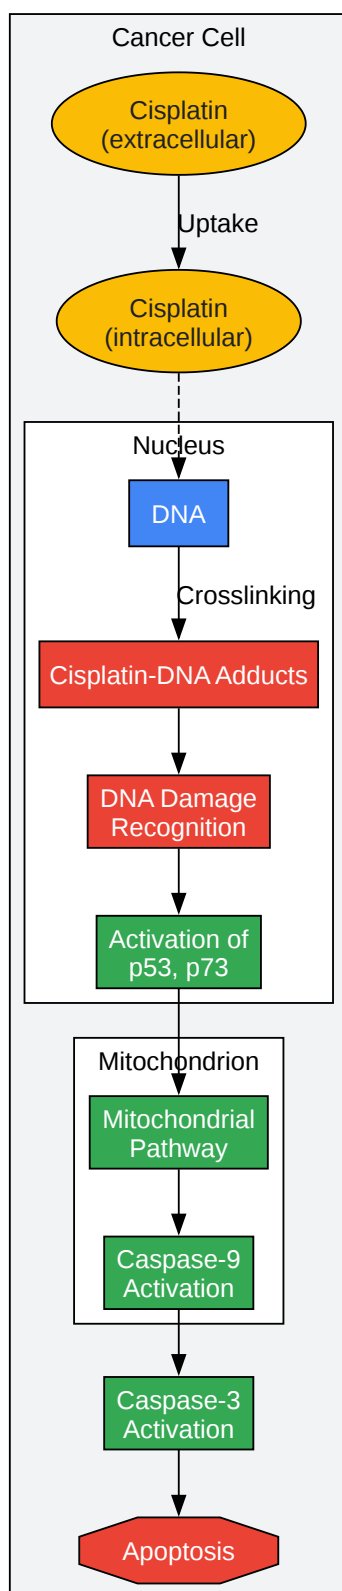 Cancer Cell
Cisplatin
(extracellular)
Uptake
Cisplatin
(intracellular)
Nucleus
DNA
Crosslinking
Cisplatin-DNA Adducts
DNA Damage
Recognition
Activation of
p53, p73
Mitochondrion
Mitochondrial
Pathway
Caspase-9
Activation
Caspase-3
Activation
Apoptosis